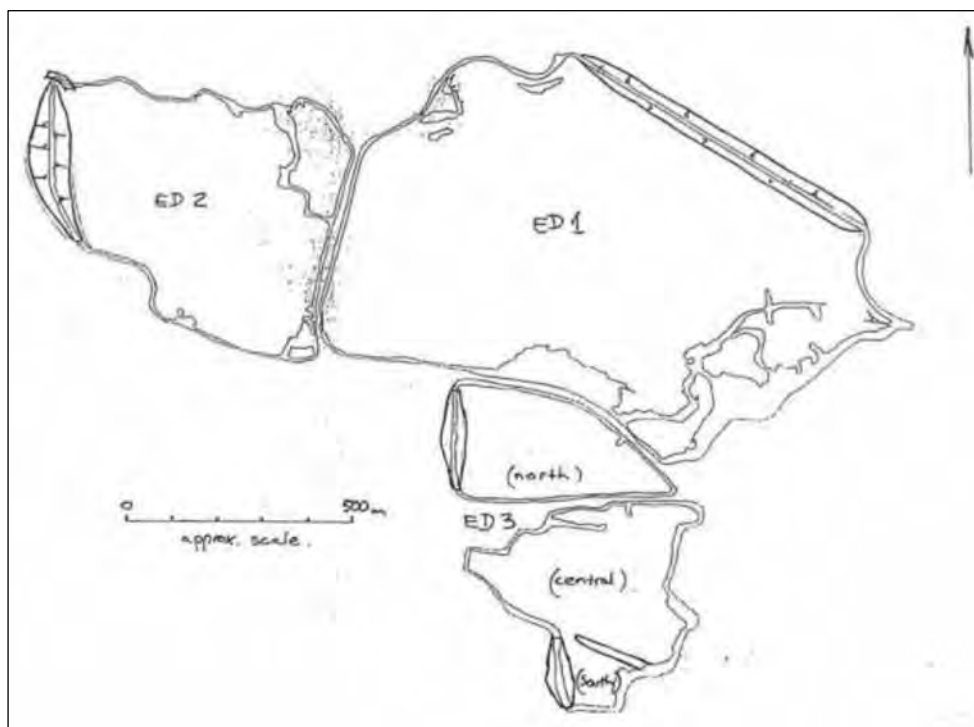 ED 2
ED 1
(north)
0 500m
approx. scale.
ED 3
(central)
(South)